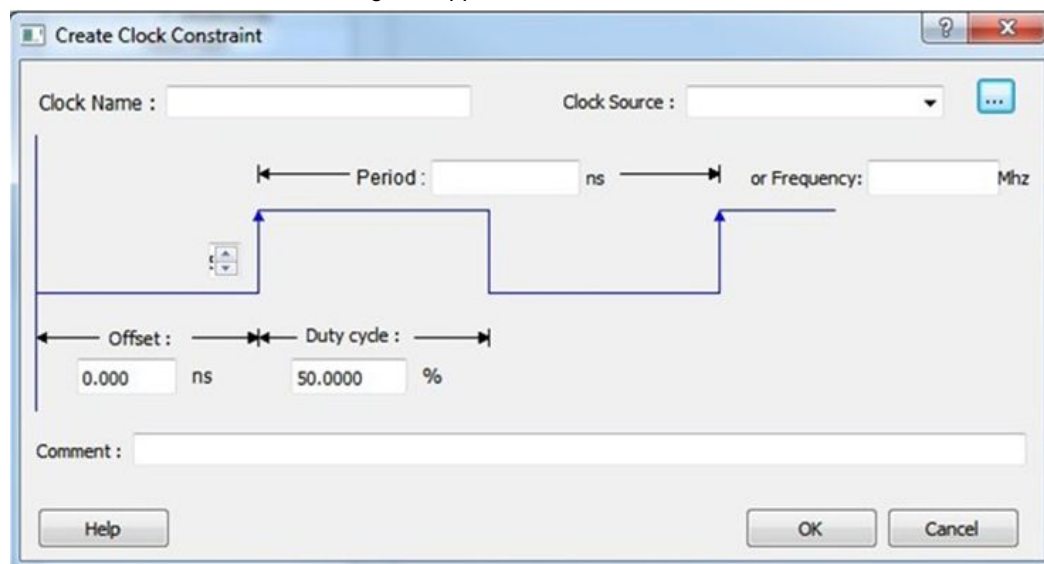 Create Clock Constraint
Clock Name :
Clock Source :
...
Period :
ns
or Frequency:
Mhz
Offset :
Duty cycle :
0.000 ns
50.0000 %
Comment :
Help
OK
Cancel